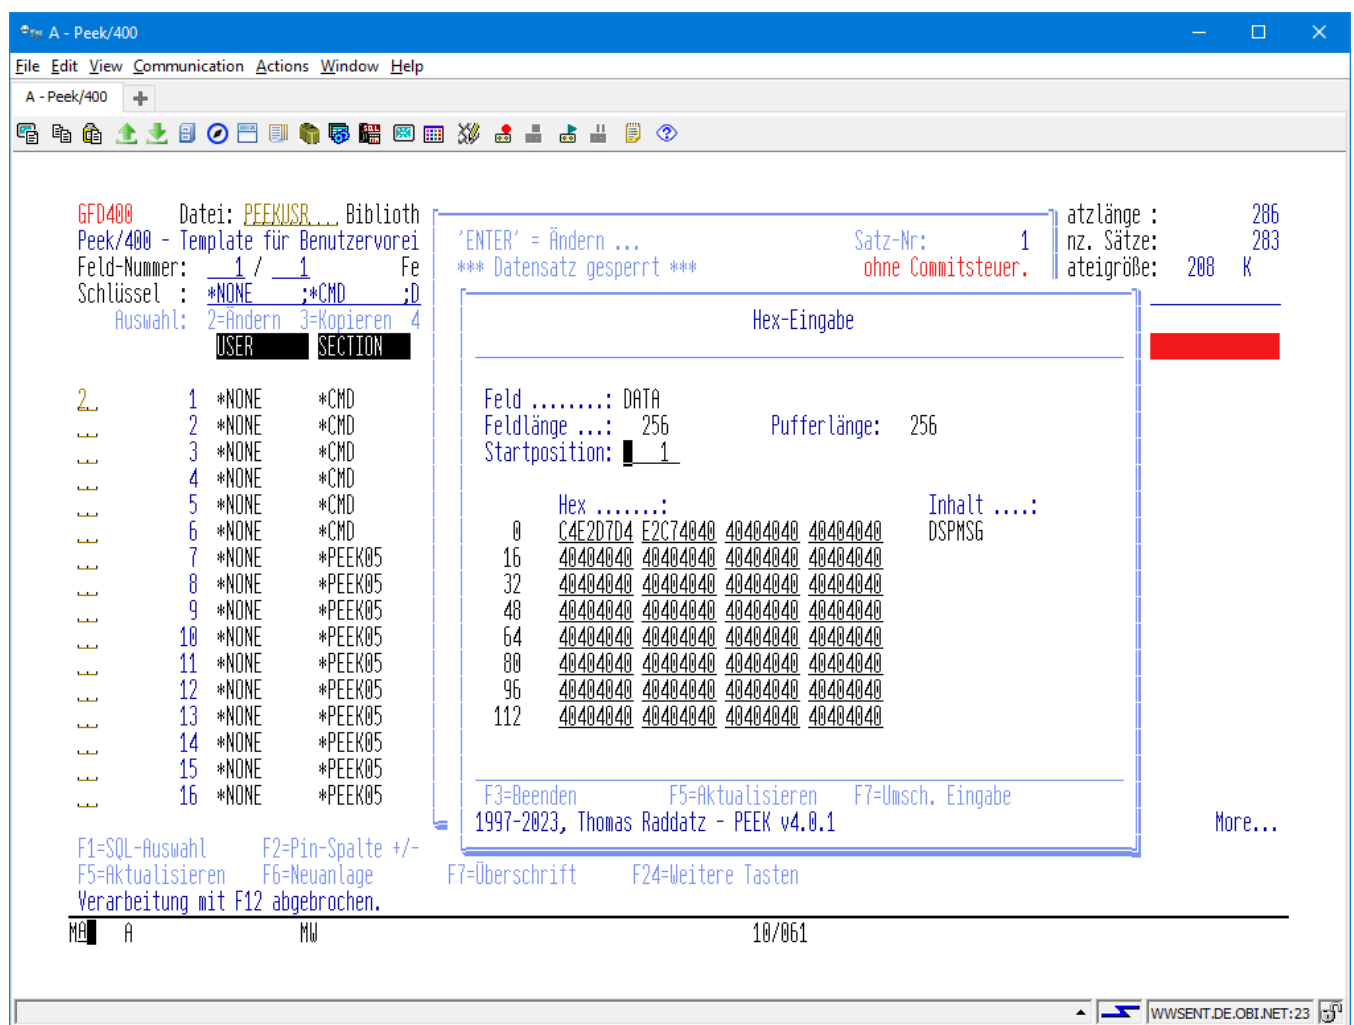 A - Peek/400
File Edit View Communication Actions Window Help
A - Peek/400
GFD400 Datei: PEEKUSR Biblioth atzlänge : 286
Peek/400 - Template für Benutzervorei 'ENTER' = Ändern ... Satz-Nr: 1 nz. Sätze: 283
Feld-Nummer: 1 / 1 Fe *** Datensatz gesperrt *** ohne Commitsteuer. ateigröße: 208 K
Schlüssel : *NONE ;*CMD ;D
Auswahl: 2=Ändern 3=Kopieren 4 Hex-Eingabe
USER SECTION
2 1 *NONE *CMD Feld ........: DATA
2 *NONE *CMD Feldlänge ...: 256 Pufferlänge: 256
3 *NONE *CMD Startposition: 1
4 *NONE *CMD
5 *NONE *CMD Hex .......: Inhalt ....:
6 *NONE *CMD 0 C4E2D7D4 E2C74040 40404040 40404040 DSPMSG
7 *NONE *PEEK05 16 40404040 40404040 40404040 40404040
8 *NONE *PEEK05 32 40404040 40404040 40404040 40404040
9 *NONE *PEEK05 48 40404040 40404040 40404040 40404040
10 *NONE *PEEK05 64 40404040 40404040 40404040 40404040
11 *NONE *PEEK05 80 40404040 40404040 40404040 40404040
12 *NONE *PEEK05 96 40404040 40404040 40404040 40404040
13 *NONE *PEEK05 112 40404040 40404040 40404040 40404040
14 *NONE *PEEK05
15 *NONE *PEEK05
16 *NONE *PEEK05 F3=Beenden F5=Aktualisieren F7=Umsch. Eingabe
1997-2023, Thomas Raddatz - PEEK v4.0.1 More...
F1=SQL-Auswahl F2=Pin-Spalte +/-
F5=Aktualisieren F6=Neuanlage F7=Überschrift F24=Weitere Tasten
Verarbeitung mit F12 abgebrochen.
MA A MW 10/061
WWSENT.DE.OBI.NET:23